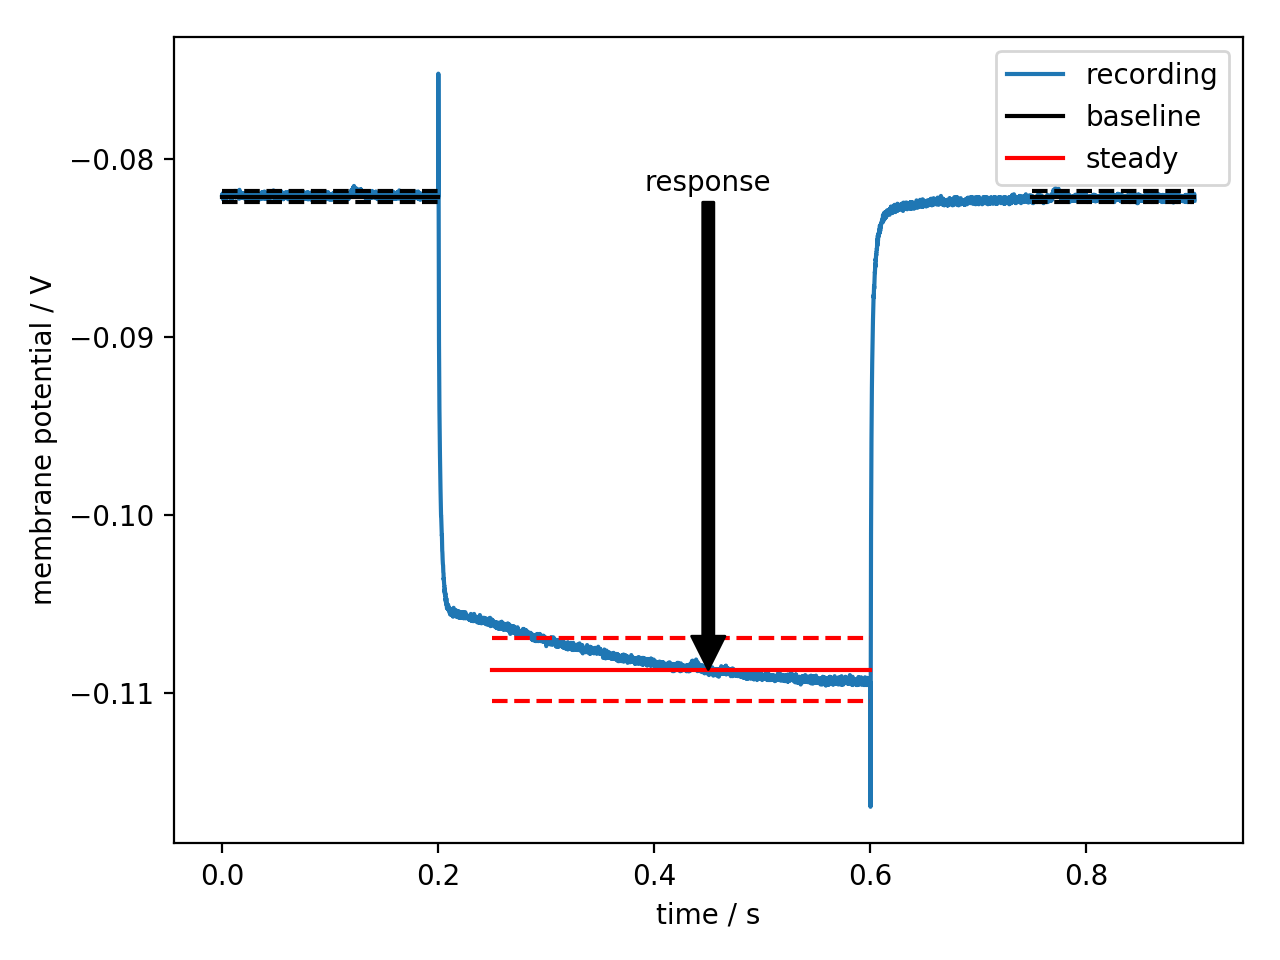 recording
baseline
steady
response
−0.08
−0.09
−0.10
−0.11
membrane potential / V
0.0 0.2 0.4 0.6 0.8
time / s